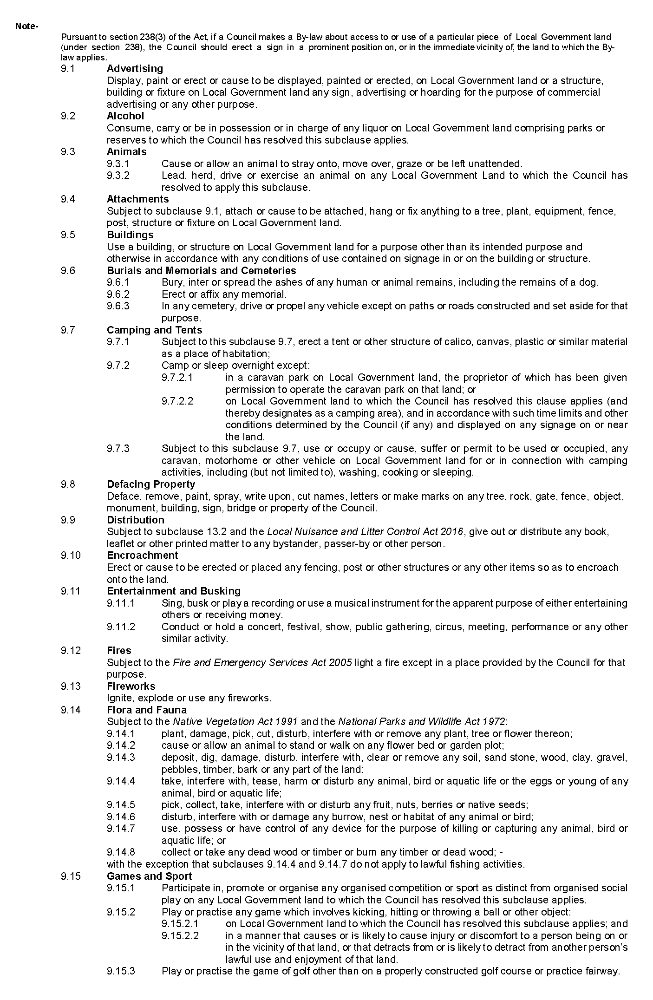 Note-
Pursuant to section 238(3) of the Act, if a Council makes a By-law about access to or use of a particular piece of Local Government land
(under section 238), the Council should erect a sign in a prominent position on, or in the immediate vicinity of, the land to which the By-
law applies.
9.1 Advertising
Display, paint or erect or cause to be displayed, painted or erected, on Local Government land or a structure,
building or fixture on Local Government land any sign, advertising or hoarding for the purpose of commercial
advertising or any other purpose.
9.2 Alcohol
Consume, carry or be in possession or in charge of any liquor on Local Government land comprising parks or
reserves to which the Council has resolved this subclause applies.
9.3 Animals
9.3.1 Cause or allow an animal to stray onto, move over, graze or be left unattended.
9.3.2 Lead, herd, drive or exercise an animal on any Local Government Land to which the Council has
resolved to apply this subclause.
9.4 Attachments
Subject to subclause 9.1, attach or cause to be attached, hang or fix anything to a tree, plant, equipment, fence,
post, structure or fixture on Local Government land.
9.5 Buildings
Use a building, or structure on Local Government land for a purpose other than its intended purpose and
otherwise in accordance with any conditions of use contained on signage in or on the building or structure.
9.6 Burials and Memorials and Cemeteries
9.6.1 Bury, inter or spread the ashes of any human or animal remains, including the remains of a dog.
9.6.2 Erect or affix any memorial.
9.6.3 In any cemetery, drive or propel any vehicle except on paths or roads constructed and set aside for that
purpose.
9.7 Camping and Tents
9.7.1 Subject to this subclause 9.7, erect a tent or other structure of calico, canvas, plastic or similar material
as a place of habitation;
9.7.2 Camp or sleep overnight except:
9.7.2.1 in a caravan park on Local Government land, the proprietor of which has been given
permission to operate the caravan park on that land; or
9.7.2.2 on Local Government land to which the Council has resolved this clause applies (and
thereby designates as a camping area), and in accordance with such time limits and other
conditions determined by the Council (if any) and displayed on any signage on or near
the land.
9.7.3 Subject to this subclause 9.7, use or occupy or cause, suffer or permit to be used or occupied, any
caravan, motorhome or other vehicle on Local Government land for or in connection with camping
activities, including (but not limited to), washing, cooking or sleeping.
9.8 Defacing Property
Deface, remove, paint, spray, write upon, cut names, letters or make marks on any tree, rock, gate, fence, object,
monument, building, sign, bridge or property of the Council.
9.9 Distribution
Subject to subclause 13.2 and the Local Nuisance and Litter Control Act 2016, give out or distribute any book,
leaflet or other printed matter to any bystander, passer-by or other person.
9.10 Encroachment
Erect or cause to be erected or placed any fencing, post or other structures or any other items so as to encroach
onto the land.
9.11 Entertainment and Busking
9.11.1 Sing, busk or play a recording or use a musical instrument for the apparent purpose of either entertaining
others or receiving money.
9.11.2 Conduct or hold a concert, festival, show, public gathering, circus, meeting, performance or any other
similar activity.
9.12 Fires
Subject to the Fire and Emergency Services Act 2005 light a fire except in a place provided by the Council for that
purpose.
9.13 Fireworks
Ignite, explode or use any fireworks.
9.14 Flora and Fauna
Subject to the Native Vegetation Act 1991 and the National Parks and Wildlife Act 1972:
9.14.1 plant, damage, pick, cut, disturb, interfere with or remove any plant, tree or flower thereon;
9.14.2 cause or allow an animal to stand or walk on any flower bed or garden plot;
9.14.3 deposit, dig, damage, disturb, interfere with, clear or remove any soil, sand stone, wood, clay, gravel,
pebbles, timber, bark or any part of the land;
9.14.4 take, interfere with, tease, harm or disturb any animal, bird or aquatic life or the eggs or young of any
animal, bird or aquatic life;
9.14.5 pick, collect, take, interfere with or disturb any fruit, nuts, berries or native seeds;
9.14.6 disturb, interfere with or damage any burrow, nest or habitat of any animal or bird;
9.14.7 use, possess or have control of any device for the purpose of killing or capturing any animal, bird or
aquatic life; or
9.14.8 collect or take any dead wood or timber or burn any timber or dead wood; -
with the exception that subclauses 9.14.4 and 9.14.7 do not apply to lawful fishing activities.
9.15 Games and Sport
9.15.1 Participate in, promote or organise any organised competition or sport as distinct from organised social
play on any Local Government land to which the Council has resolved this subclause applies.
9.15.2 Play or practise any game which involves kicking, hitting or throwing a ball or other object:
9.15.2.1 on Local Government land to which the Council has resolved this subclause applies; and
9.15.2.2 in a manner that causes or is likely to cause injury or discomfort to a person being on or
in the vicinity of that land, or that detracts from or is likely to detract from another person's
lawful use and enjoyment of that land.
9.15.3 Play or practise the game of golf other than on a properly constructed golf course or practice fairway.